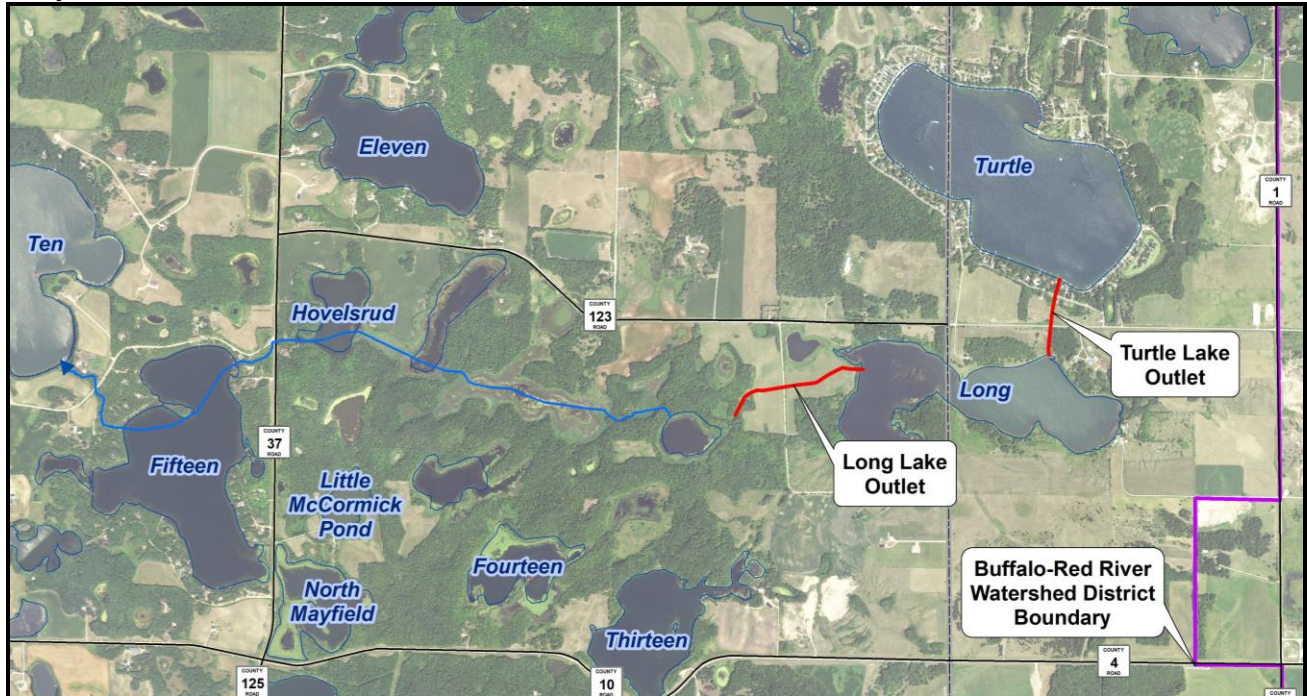 Eleven
Turtle
COUNTY
1
ROAD
Ten
Hovelsrud
COUNTY
123
ROAD
Turtle Lake
Outlet
Long
COUNTY
37
ROAD
Fifteen
Long Lake
Outlet
Little
McCormick
Pond
Fourteen
Buffalo-Red River
Watershed District
Boundary
North
Mayfield
Thirteen
COUNTY
4
ROAD
COUNTY
125
ROAD
COUNTY
10
ROAD
COUNTY